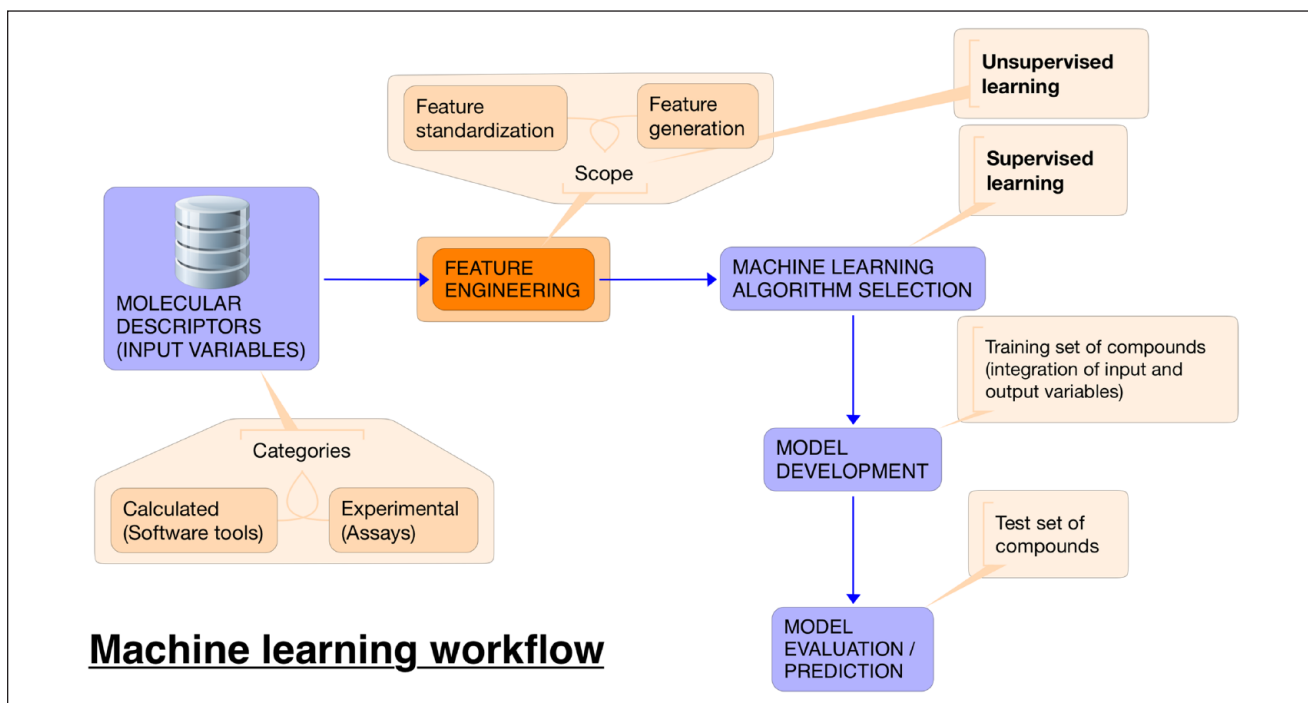 Unsupervised
learning
Feature
standardization
Feature
generation
Scope
Supervised
learning
MOLECULAR
DESCRIPTORS
(INPUT VARIABLES)
FEATURE
ENGINEERING
MACHINE LEARNING
ALGORITHM SELECTION
Training set of compounds
(integration of input and
output variables)
Categories
Calculated
(Software tools)
Experimental
(Assays)
MODEL
DEVELOPMENT
Test set of
compounds
MODEL
EVALUATION /
PREDICTION
Machine learning workflow